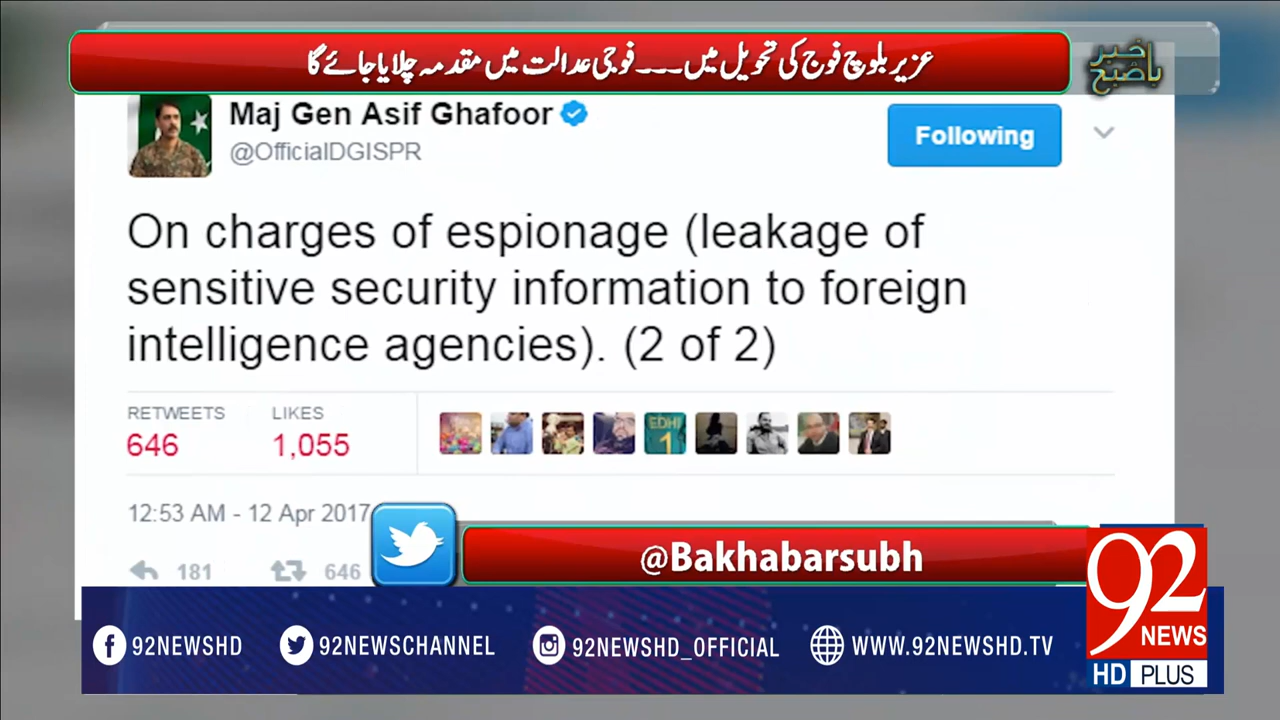 عزیر بلوچ فوج کی تحویل میں۔۔۔فوجی عدالت میں مقدمہ چلایا جائے گا
باخبر صبح
Maj Gen Asif Ghafoor
@OfficialDGISPR
Following
On charges of espionage (leakage of
sensitive security information to foreign
intelligence agencies). (2 of 2)
RETWEETS LIKES
646 1,055
EDHI
1
12:53 AM - 12 Apr 2017
181 646
@Bakhabarsubh
92NEWSHD 92NEWSCHANNEL 92NEWSHD_OFFICIAL WWW.92NEWSHD.TV
92
NEWS
HD PLUS